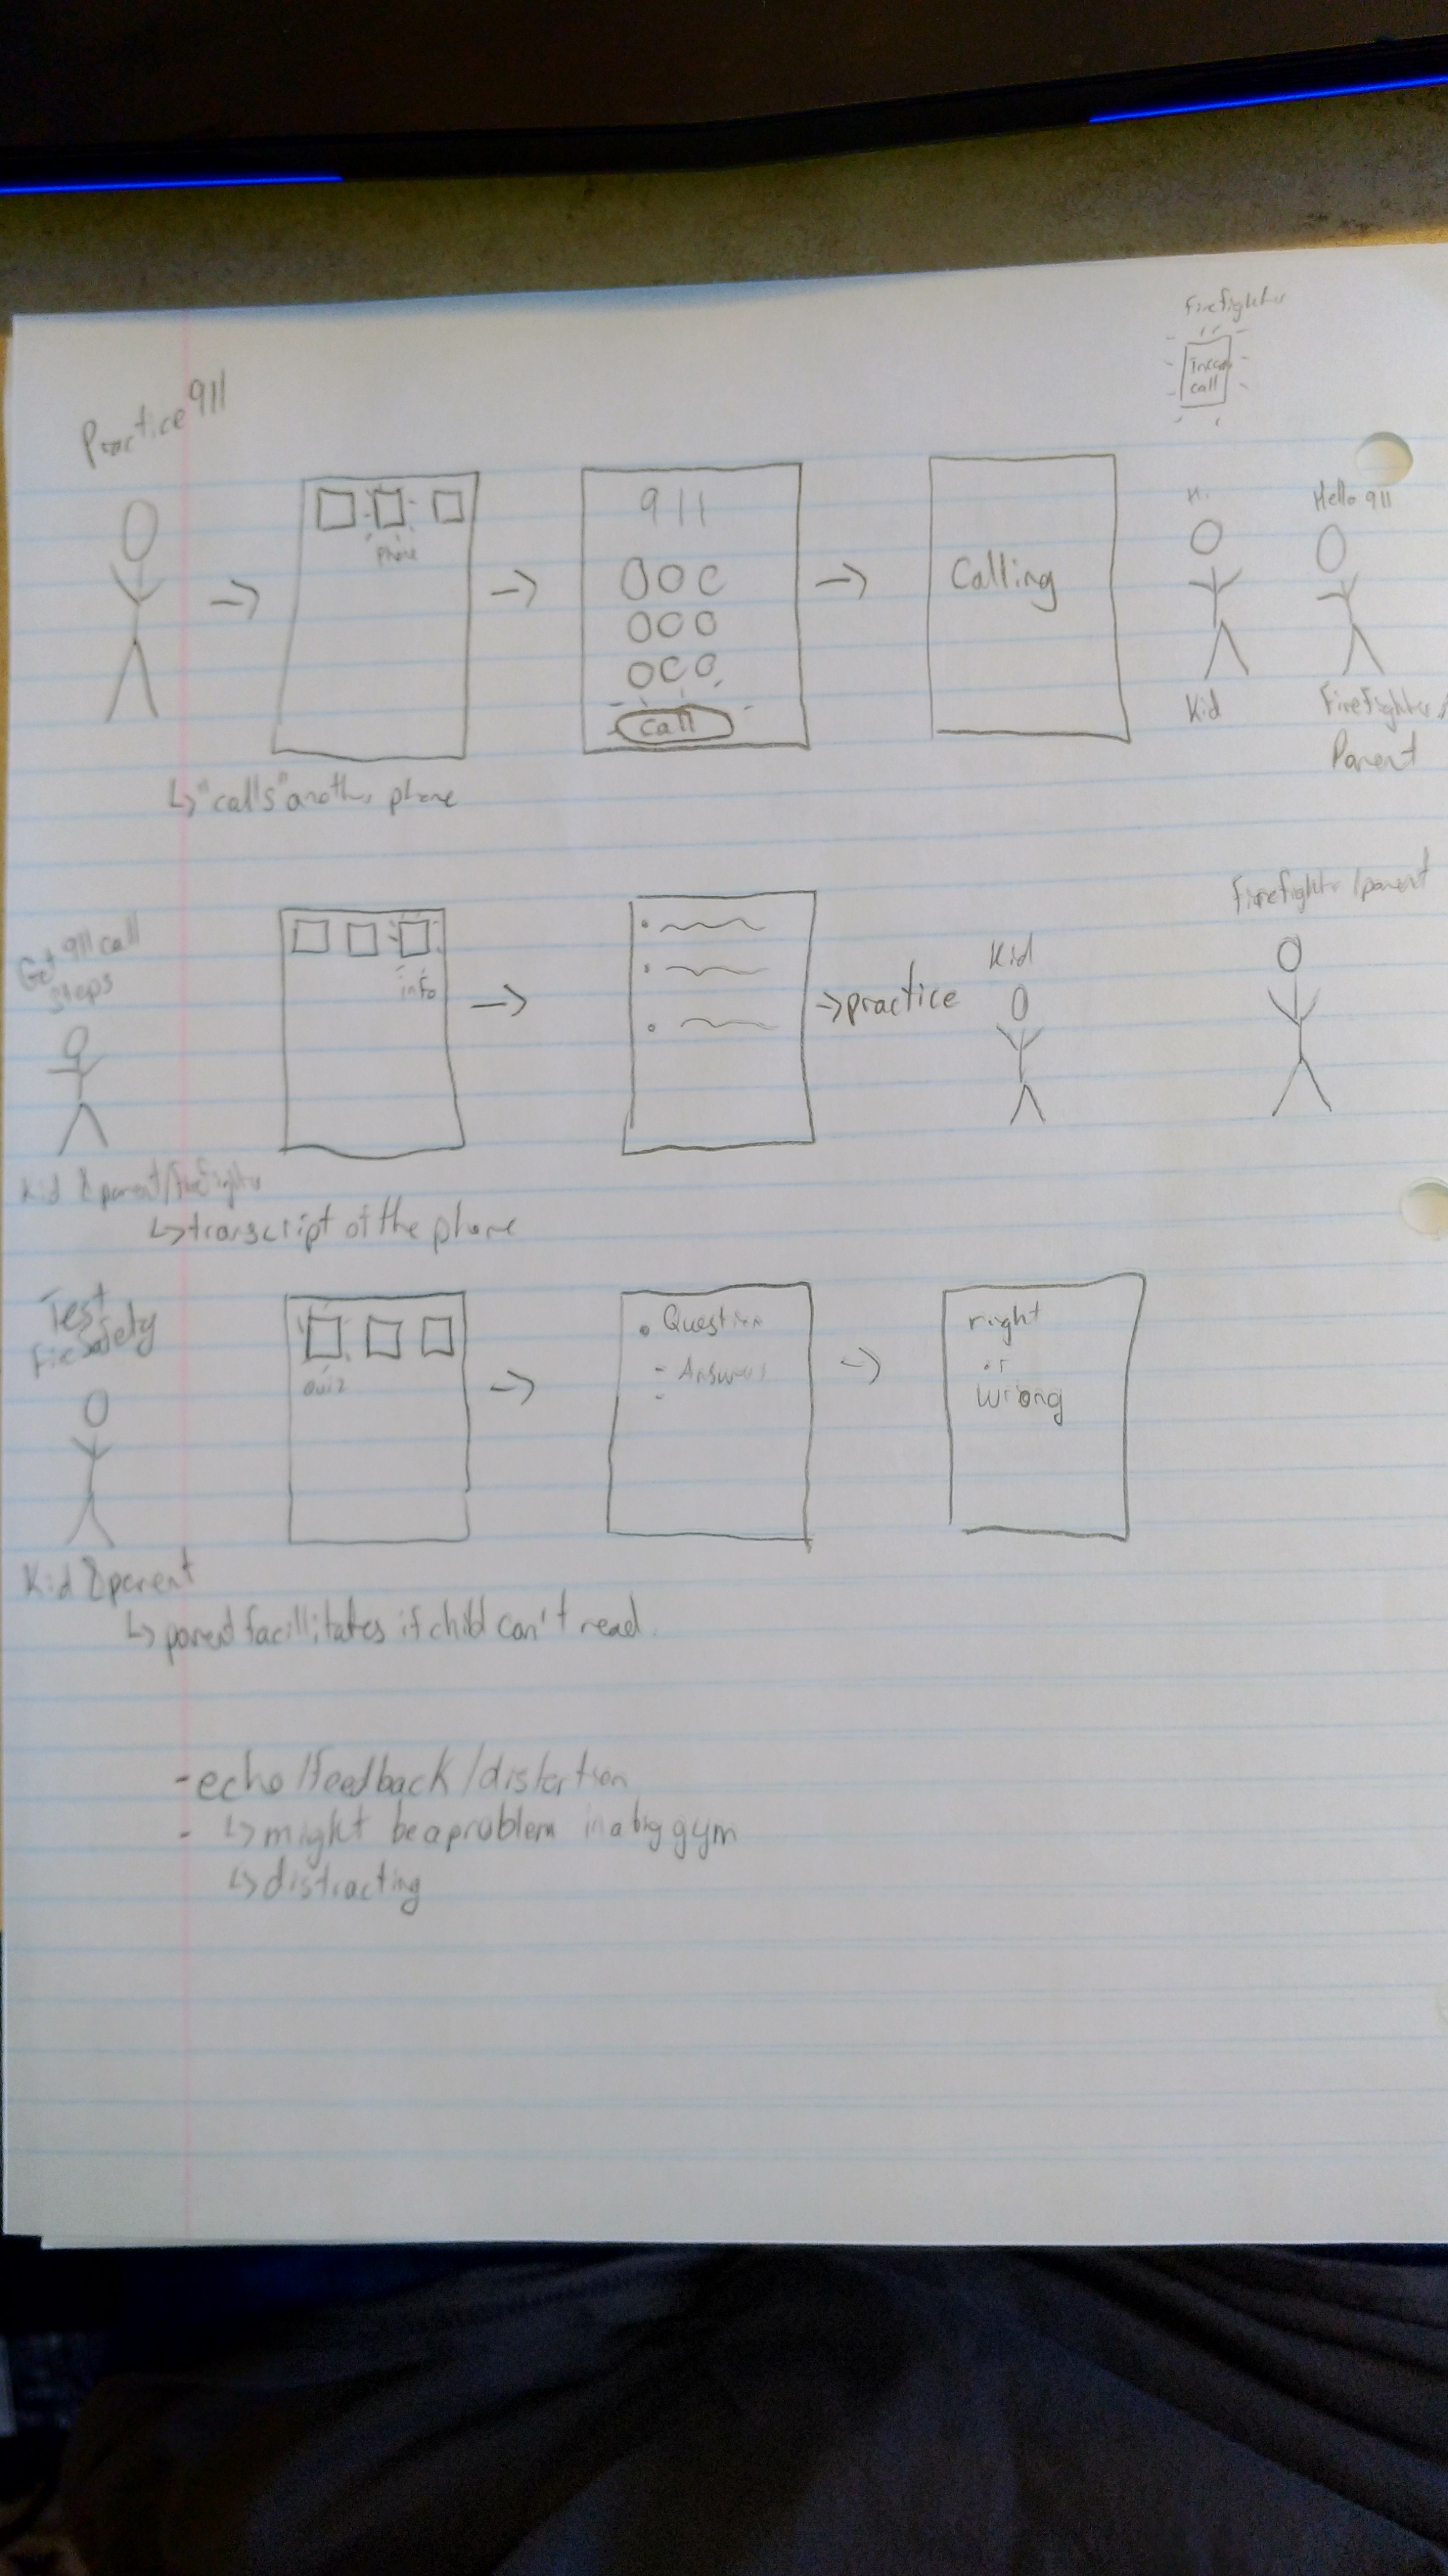 Firefighter
call
Practice 911
phone
911
call
Calling
Hi
Hello 911
Kid
Firefighter/
Parent
↳ "calls" another phone
Get 911 call
steps
info
→ practice
Kid
Firefighter/parent
Kid & parent/firefighter
↳ transcript of the phone
Test
Fire Safety
Quiz
• Question
- Answers
-
right
or
wrong
Kid & parent
↳ parent facillitates if child can't read.
- echo/feedback/distortion
- ↳ might be a problem in a big gym
↳ distracting